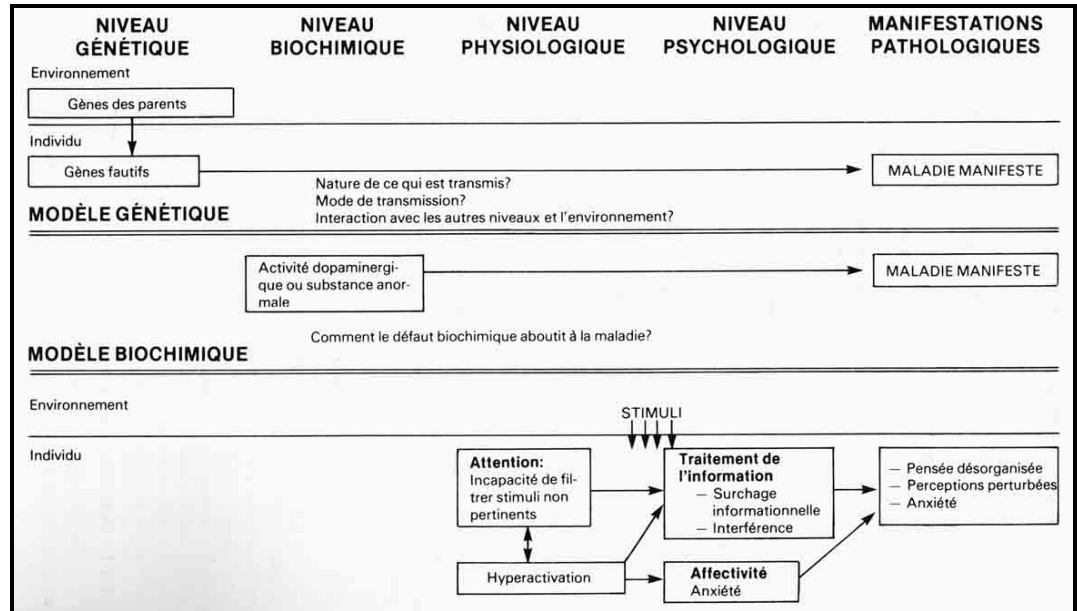 NIVEAU
GÉNÉTIQUE
NIVEAU
BIOCHIMIQUE
NIVEAU
PHYSIOLOGIQUE
NIVEAU
PSYCHOLOGIQUE
MANIFESTATIONS
PATHOLOGIQUES
Environnement
Gènes des parents
Individu
Gènes fautifs
MALADIE MANIFESTE
Nature de ce qui est transmis?
Mode de transmission?
Interaction avec les autres niveaux et l'environnement?
MODÈLE GÉNÉTIQUE
Activité dopaminergi-
que ou substance anor-
male
MALADIE MANIFESTE
Comment le défaut biochimique aboutit à la maladie?
MODÈLE BIOCHIMIQUE
Environnement
STIMULI
Individu
Attention:
Incapacité de fil-
trer stimuli non
pertinents
Traitement de
l'information
— Surchage
informationnelle
— Interférence
— Pensée désorganisée
— Perceptions perturbées
— Anxiété
Hyperactivation
Affectivité
Anxiété